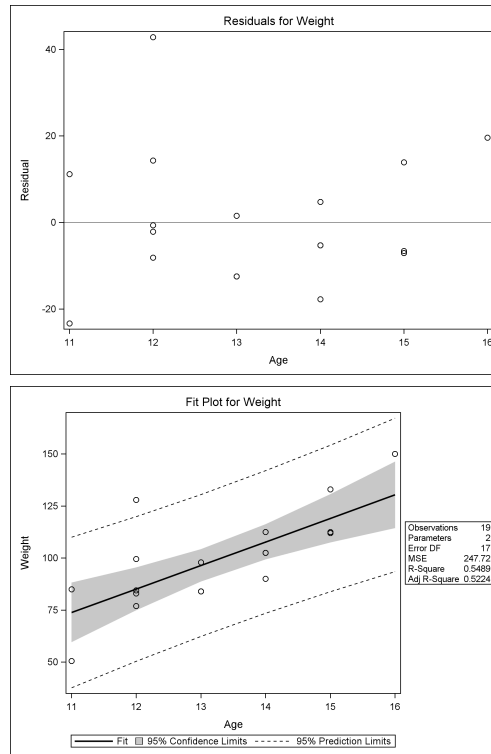 Residuals for Weight
40
20
0
-20
Residual
11 12 13 14 15 16
Age
Fit Plot for Weight
150
125
100
75
50
Weight
11 12 13 14 15 16
Age
Observations 19
Parameters 2
Error DF 17
MSE 247.72
R-Square 0.5489
Adj R-Square 0.5224
Fit 95% Confidence Limits 95% Prediction Limits